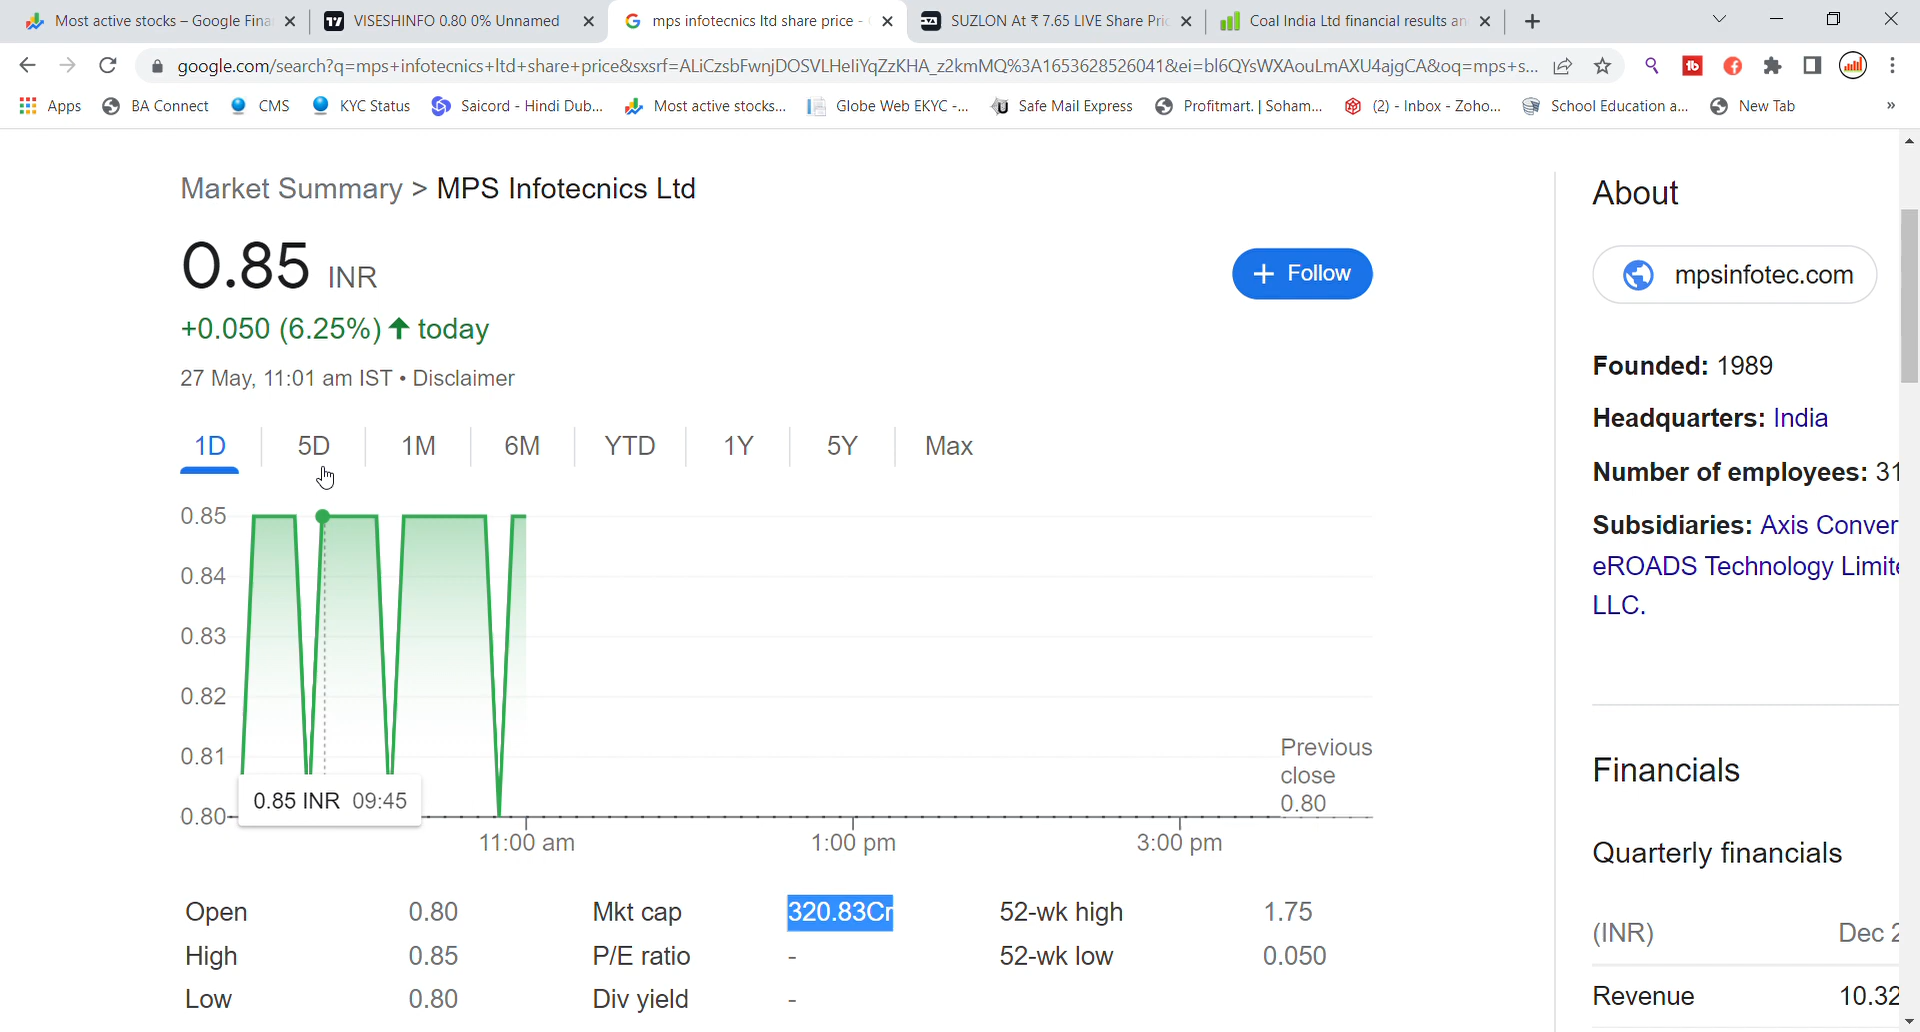 Most active stocks – Google Fina
VISESHINFO 0.80 0% Unnamed
mps infotecnics ltd share price -
SUZLON At ₹ 7.65 LIVE Share Pric
Coal India Ltd financial results an
google.com/search?q=mps+infotecnics+ltd+share+price&sxsrf=ALiCzsbFwnjDOSVLHeliYqZzKHA_z2kmMQ%3A1653628526041&ei=bl6QYsWXAouLmAXU4ajgCA&oq=mps+s...
Apps
BA Connect
CMS
KYC Status
Saicord - Hindi Dub...
Most active stocks...
Globe Web EKYC -...
Safe Mail Express
Profitmart. | Soham...
(2) - Inbox - Zoho...
School Education a...
New Tab
»
Market Summary > MPS Infotecnics Ltd
0.85 INR
+ Follow
+0.050 (6.25%) ↑ today
27 May, 11:01 am IST • Disclaimer
1D 5D 1M 6M YTD 1Y 5Y Max
0.85
0.84
0.83
0.82
0.81
0.80
0.85 INR 09:45
Previous
close
0.80
11:00 am 1:00 pm 3:00 pm
Open 0.80 Mkt cap 320.83Cr 52-wk high 1.75
High 0.85 P/E ratio - 52-wk low 0.050
Low 0.80 Div yield -
About
mpsinfotec.com
Founded: 1989
Headquarters: India
Number of employees: 31
Subsidiaries: Axis Conver
eROADS Technology Limite
LLC.
Financials
Quarterly financials
(INR) Dec 2
Revenue 10.32